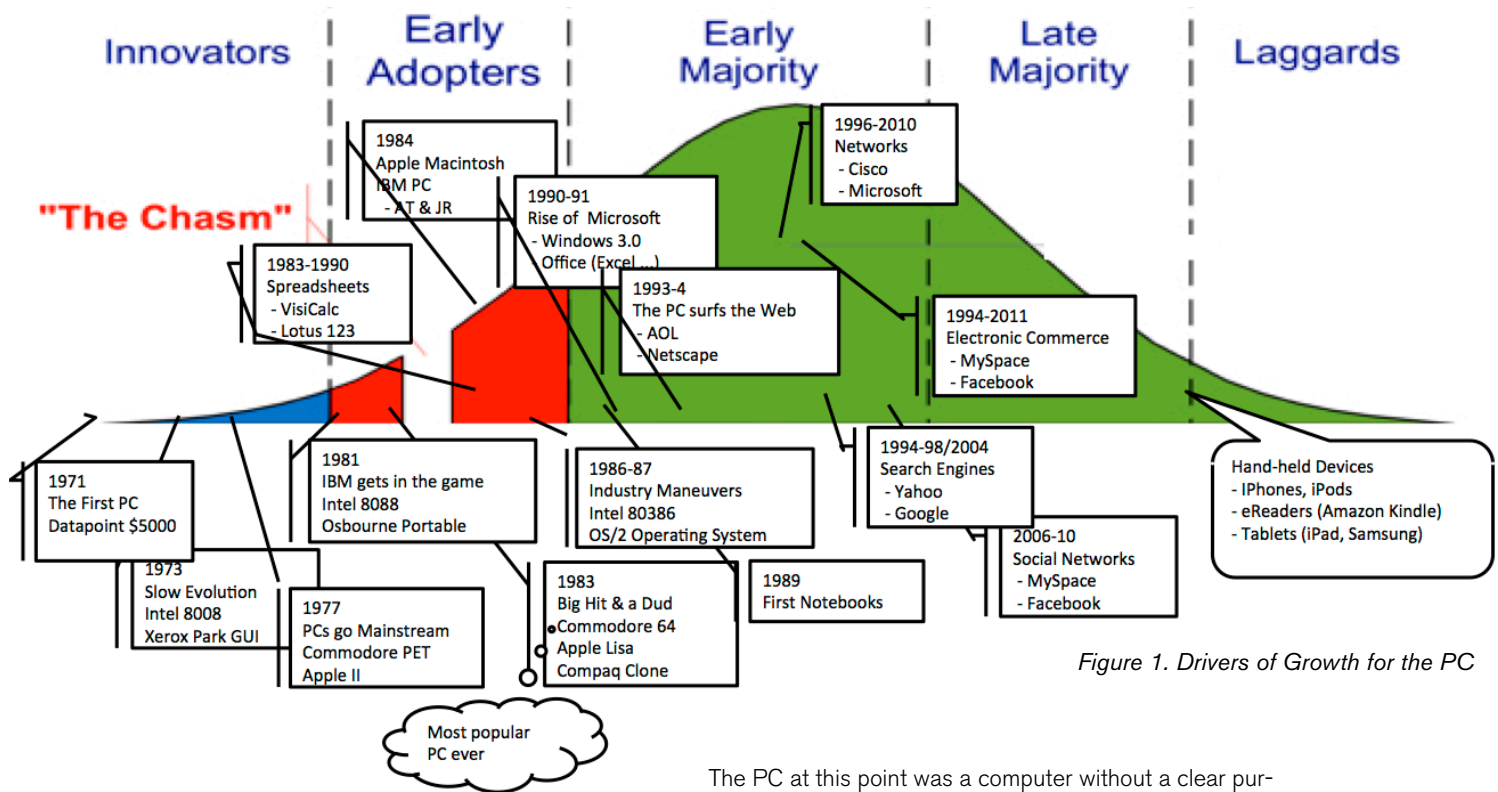 Innovators
Early
Adopters
Early
Majority
Late
Majority
Laggards
"The Chasm"
1984
Apple Macintosh
IBM PC
- AT & JR
1996-2010
Networks
- Cisco
- Microsoft
1990-91
Rise of Microsoft
- Windows 3.0
- Office (Excel ...)
1983-1990
Spreadsheets
- VisiCalc
- Lotus 123
1993-4
The PC surfs the Web
- AOL
- Netscape
1994-2011
Electronic Commerce
- MySpace
- Facebook
1971
The First PC
Datapoint $5000
1981
IBM gets in the game
Intel 8088
Osbourne Portable
1986-87
Industry Maneuvers
Intel 80386
OS/2 Operating System
1994-98/2004
Search Engines
- Yahoo
- Google
Hand-held Devices
- IPhones, iPods
- eReaders (Amazon Kindle)
- Tablets (iPad, Samsung)
1973
Slow Evolution
Intel 8008
Xerox Park GUI
1977
PCs go Mainstream
Commodore PET
Apple II
1983
Big Hit & a Dud
Commodore 64
Apple Lisa
Compaq Clone
1989
First Notebooks
2006-10
Social Networks
- MySpace
- Facebook
Figure 1. Drivers of Growth for the PC
Most popular
PC ever
The PC at this point was a computer without a clear pur-